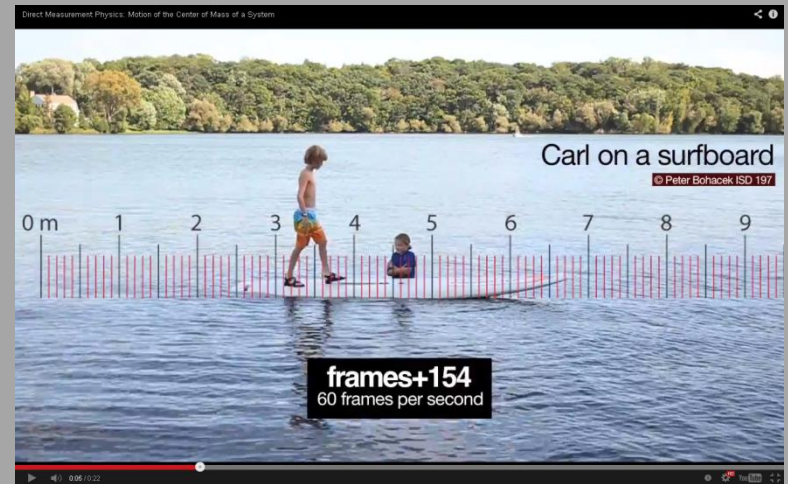 Direct Measurement Physics: Motion of the Center of Mass of a System
Carl on a surfboard
© Peter Bohacek ISD 197
0 m 1 2 3 4 5 6 7 8 9
frames+154
60 frames per second
0:05 / 0:22
YouTube